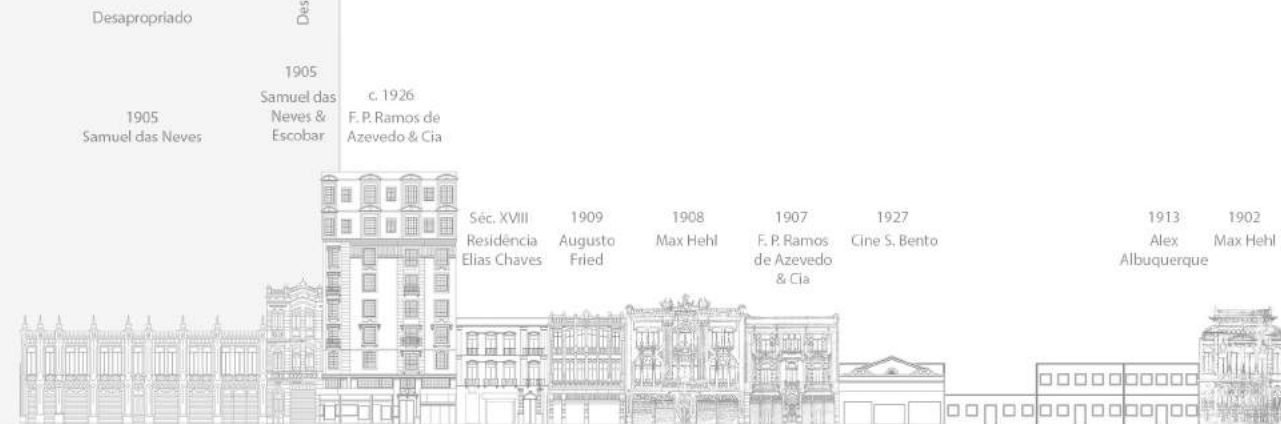 Desapropriado
Des
1905
Samuel das Neves
1905
Samuel das
Neves &
Escobar
c. 1926
F. P. Ramos de
Azevedo & Cia
Séc. XVIII
Residência
Elias Chaves
1909
Augusto
Fried
1908
Max Hehl
1907
F. P. Ramos
de Azevedo
& Cia
1927
Cine S. Bento
1913
Alex
Albuquerque
1902
Max Hehl